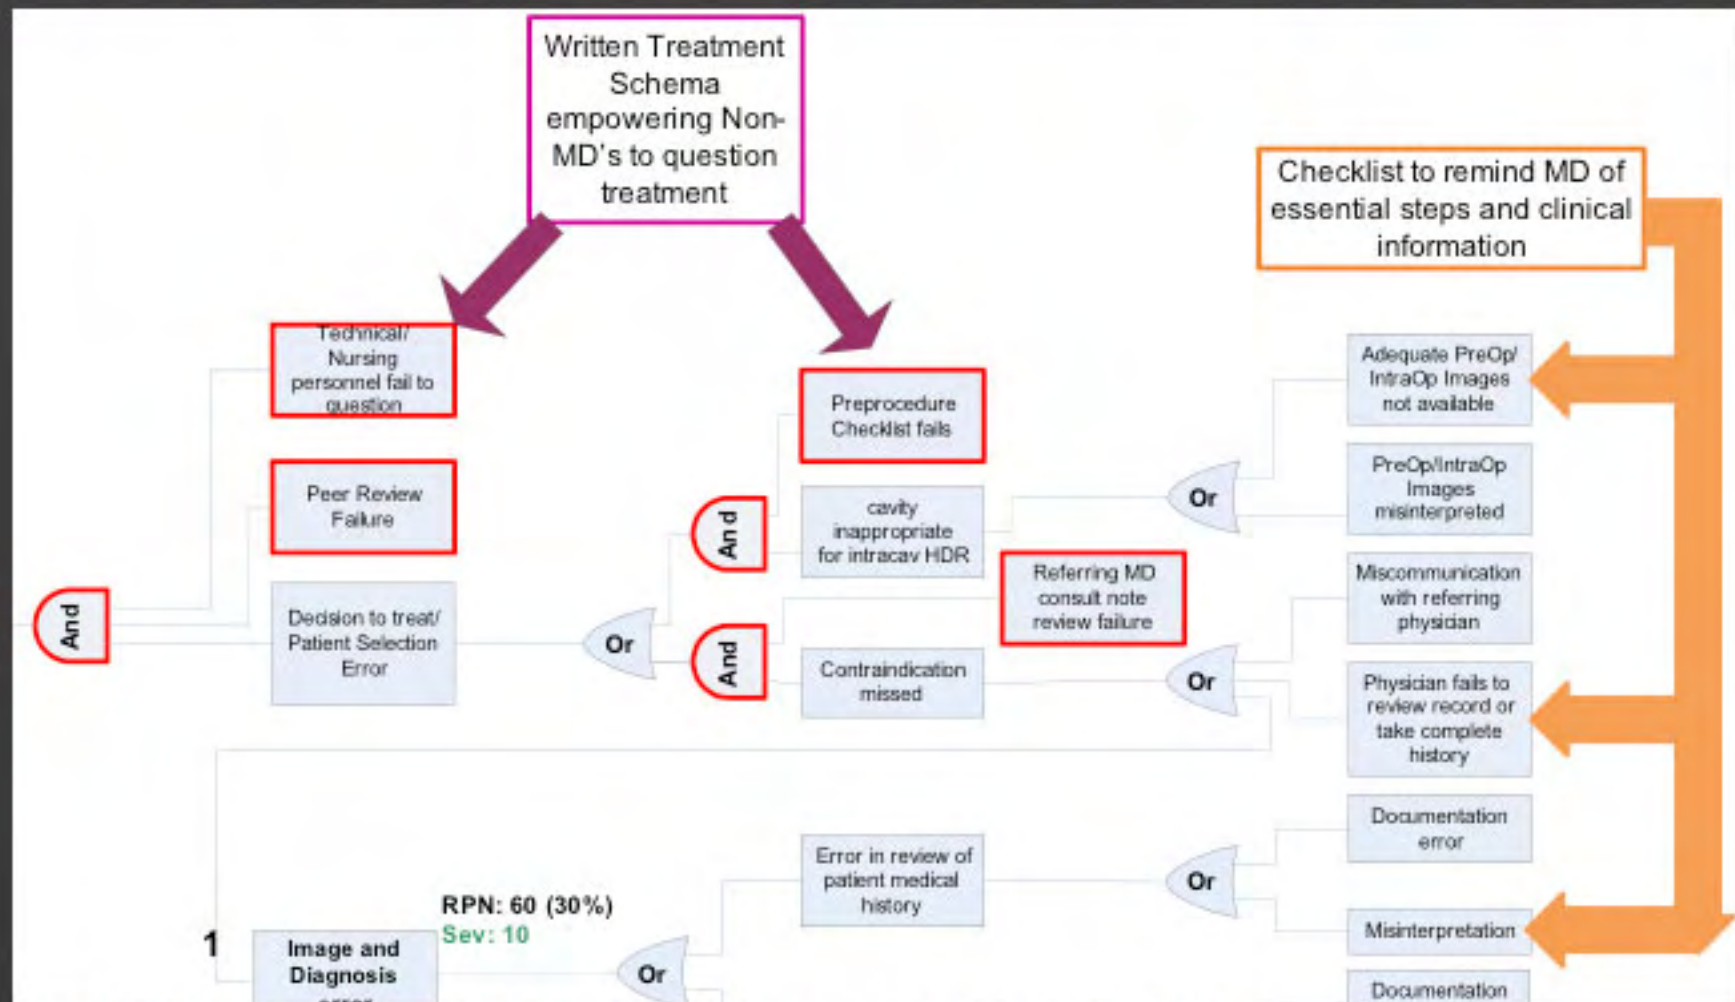 Written Treatment
Schema
empowering Non-
MD's to question
treatment
Checklist to remind MD of
essential steps and clinical
information
Technical/
Nursing
personnel fail to
question
Peer Review
Failure
And
Decision to treat/
Patient Selection
Error
Or
Preprocedure
Checklist fails
And
cavity
inappropriate
for intracav HDR
Referring MD
consult note
review failure
And
Contraindication
missed
Or
Adequate PreOp/
IntraOp Images
not available
PreOp/IntraOp
Images
misinterpreted
Or
Miscommunication
with referring
physician
Physician fails to
review record or
take complete
history
Error in review of
patient medical
history
Or
Documentation
error
Misinterpretation
RPN: 60 (30%)
Sev: 10
1
Image and
Diagnosis
Or
Documentation